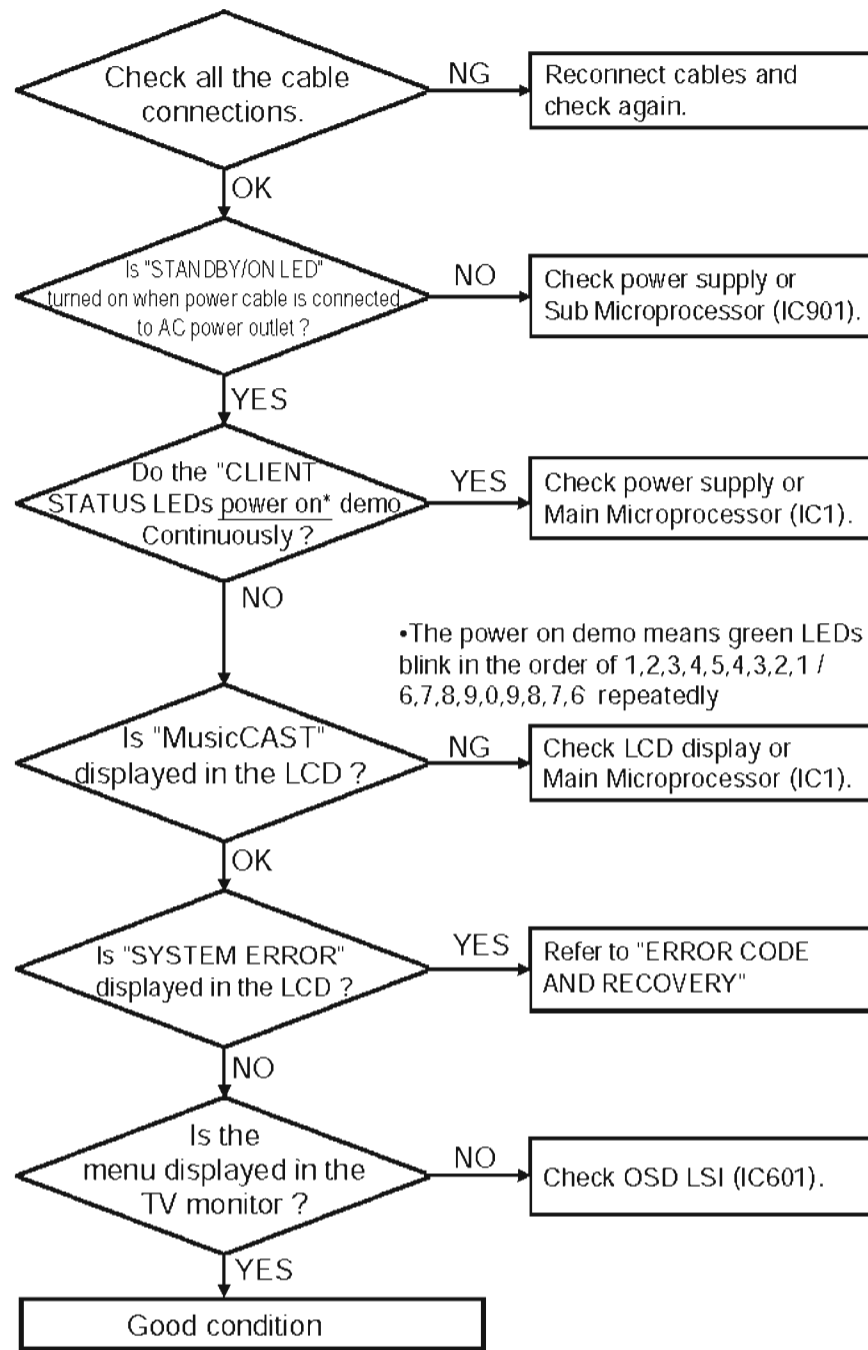 Check all the cable
connections.
NG
Reconnect cables and
check again.
OK
Is "STANDBY/ON LED"
turned on when power cable is connected
to AC power outlet ?
NO
Check power supply or
Sub Microprocessor (IC901).
YES
Do the "CLIENT
STATUS LEDs power on* demo
Continuously ?
YES
Check power supply or
Main Microprocessor (IC1).
NO
•The power on demo means green LEDs
blink in the order of 1,2,3,4,5,4,3,2,1 /
6,7,8,9,0,9,8,7,6 repeatedly
Is "MusicCAST"
displayed in the LCD ?
NG
Check LCD display or
Main Microprocessor (IC1).
OK
Is "SYSTEM ERROR"
displayed in the LCD ?
YES
Refer to "ERROR CODE
AND RECOVERY"
NO
Is the
menu displayed in the
TV monitor ?
NO
Check OSD LSI (IC601).
YES
Good condition